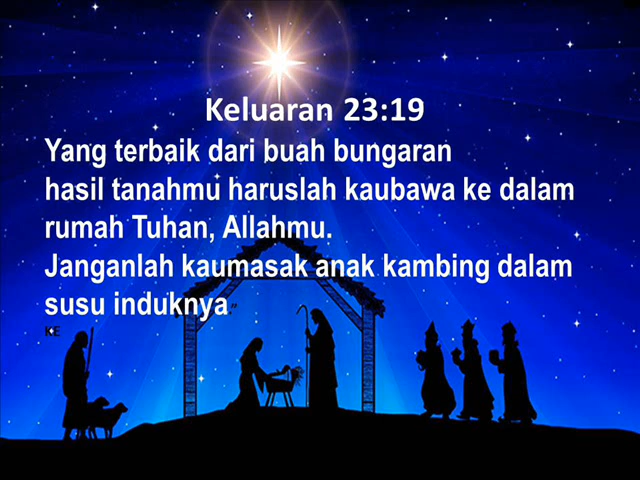 Keluaran 23:19
Yang terbaik dari buah bungaran
hasil tanahmu haruslah kaubawa ke dalam
rumah Tuhan, Allahmu.
Janganlah kaumasak anak kambing dalam
susu induknya